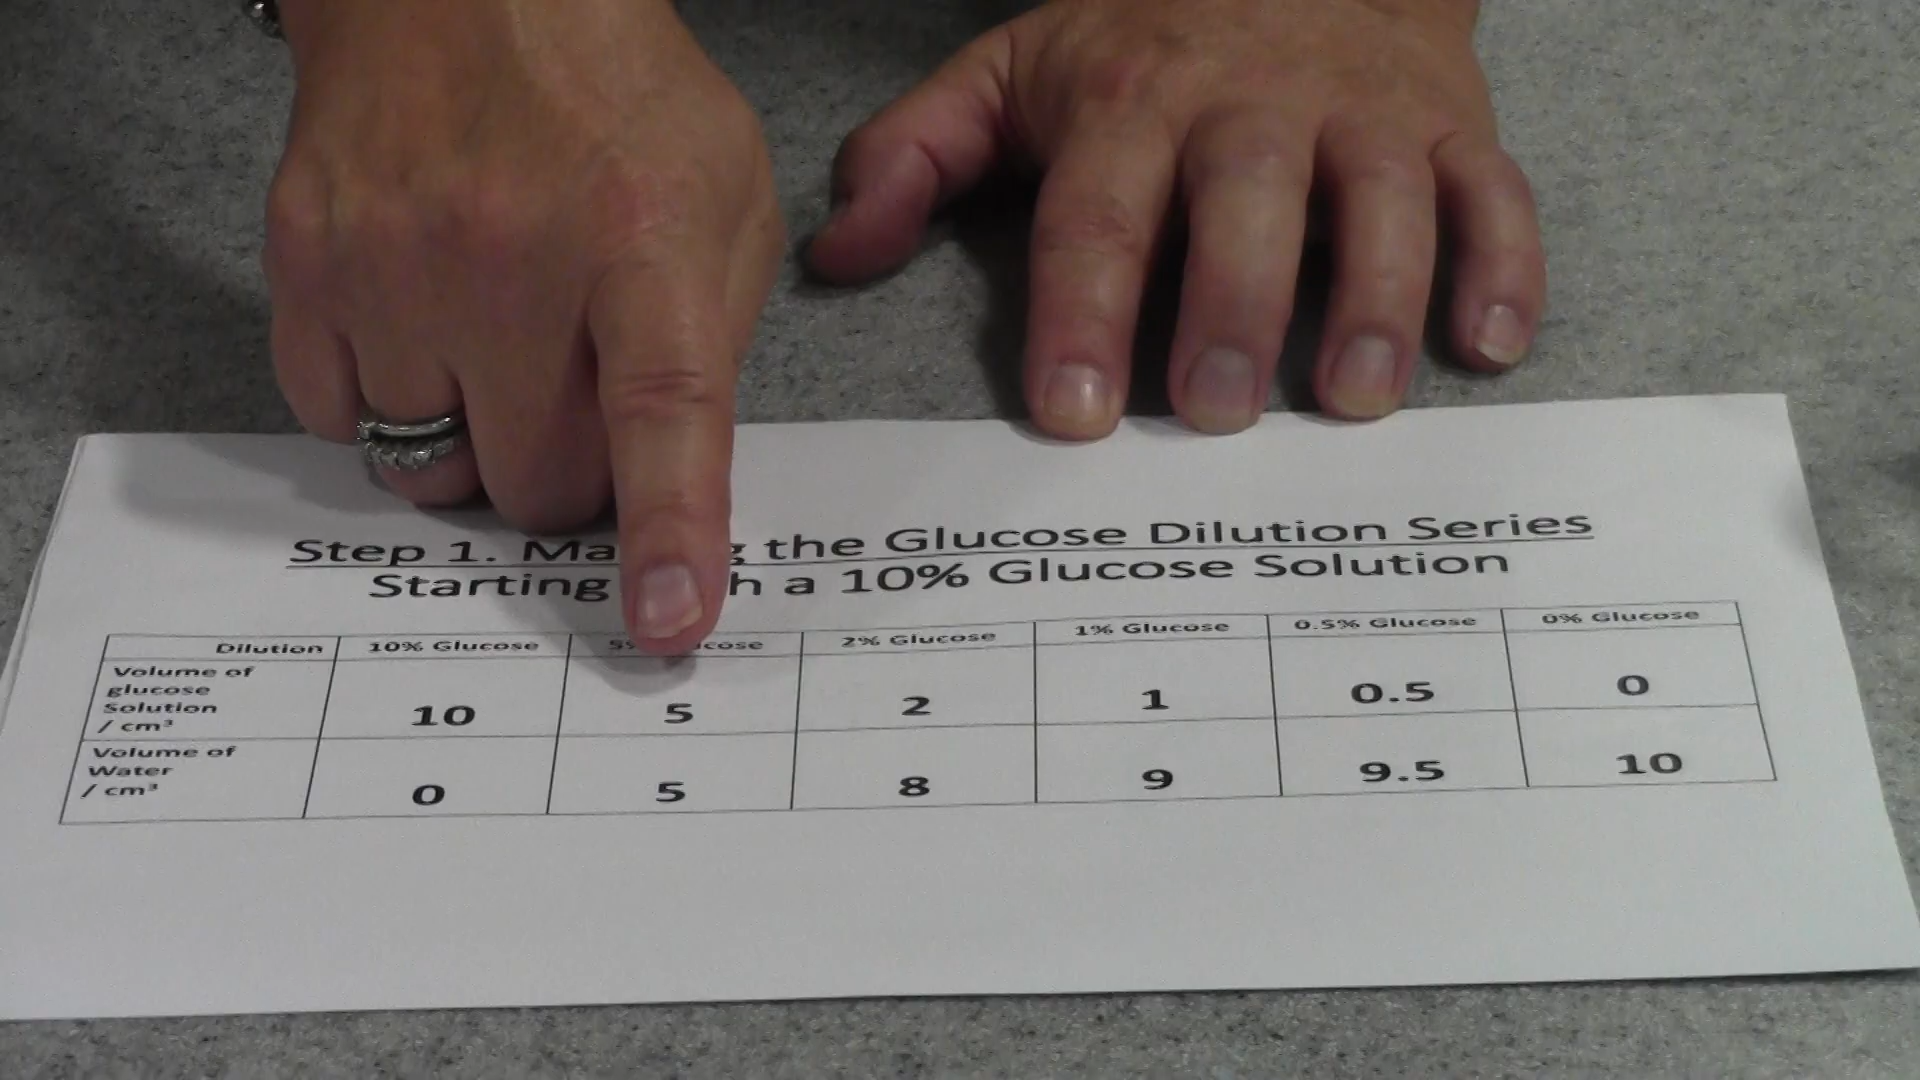 Step 1. Ma g the Glucose Dilution Series
Starting h a 10% Glucose Solution
Dilution 10% Glucose 5% ucose 2% Glucose 1% Glucose 0.5% Glucose 0% Glucose
Volume of
glucose
Solution
/ cm³ 10 5 2 1 0.5 0
Volume of
Water
/ cm³ 0 5 8 9 9.5 10